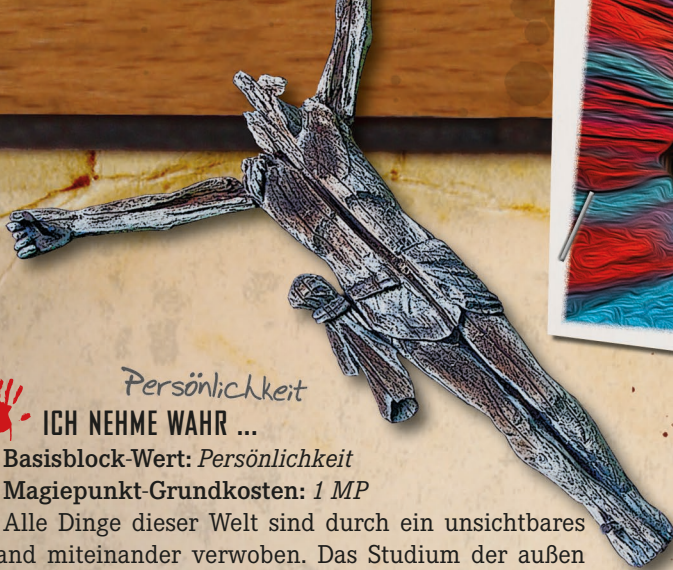 Persönlichkeit
ICH NEHME WAHR ...
Basisblock-Wert: Persönlichkeit
Magiepunkt-Grundkosten: 1 MP
Alle Dinge dieser Welt sind durch ein unsichtbares
and miteinander verwoben. Das Studium der außen